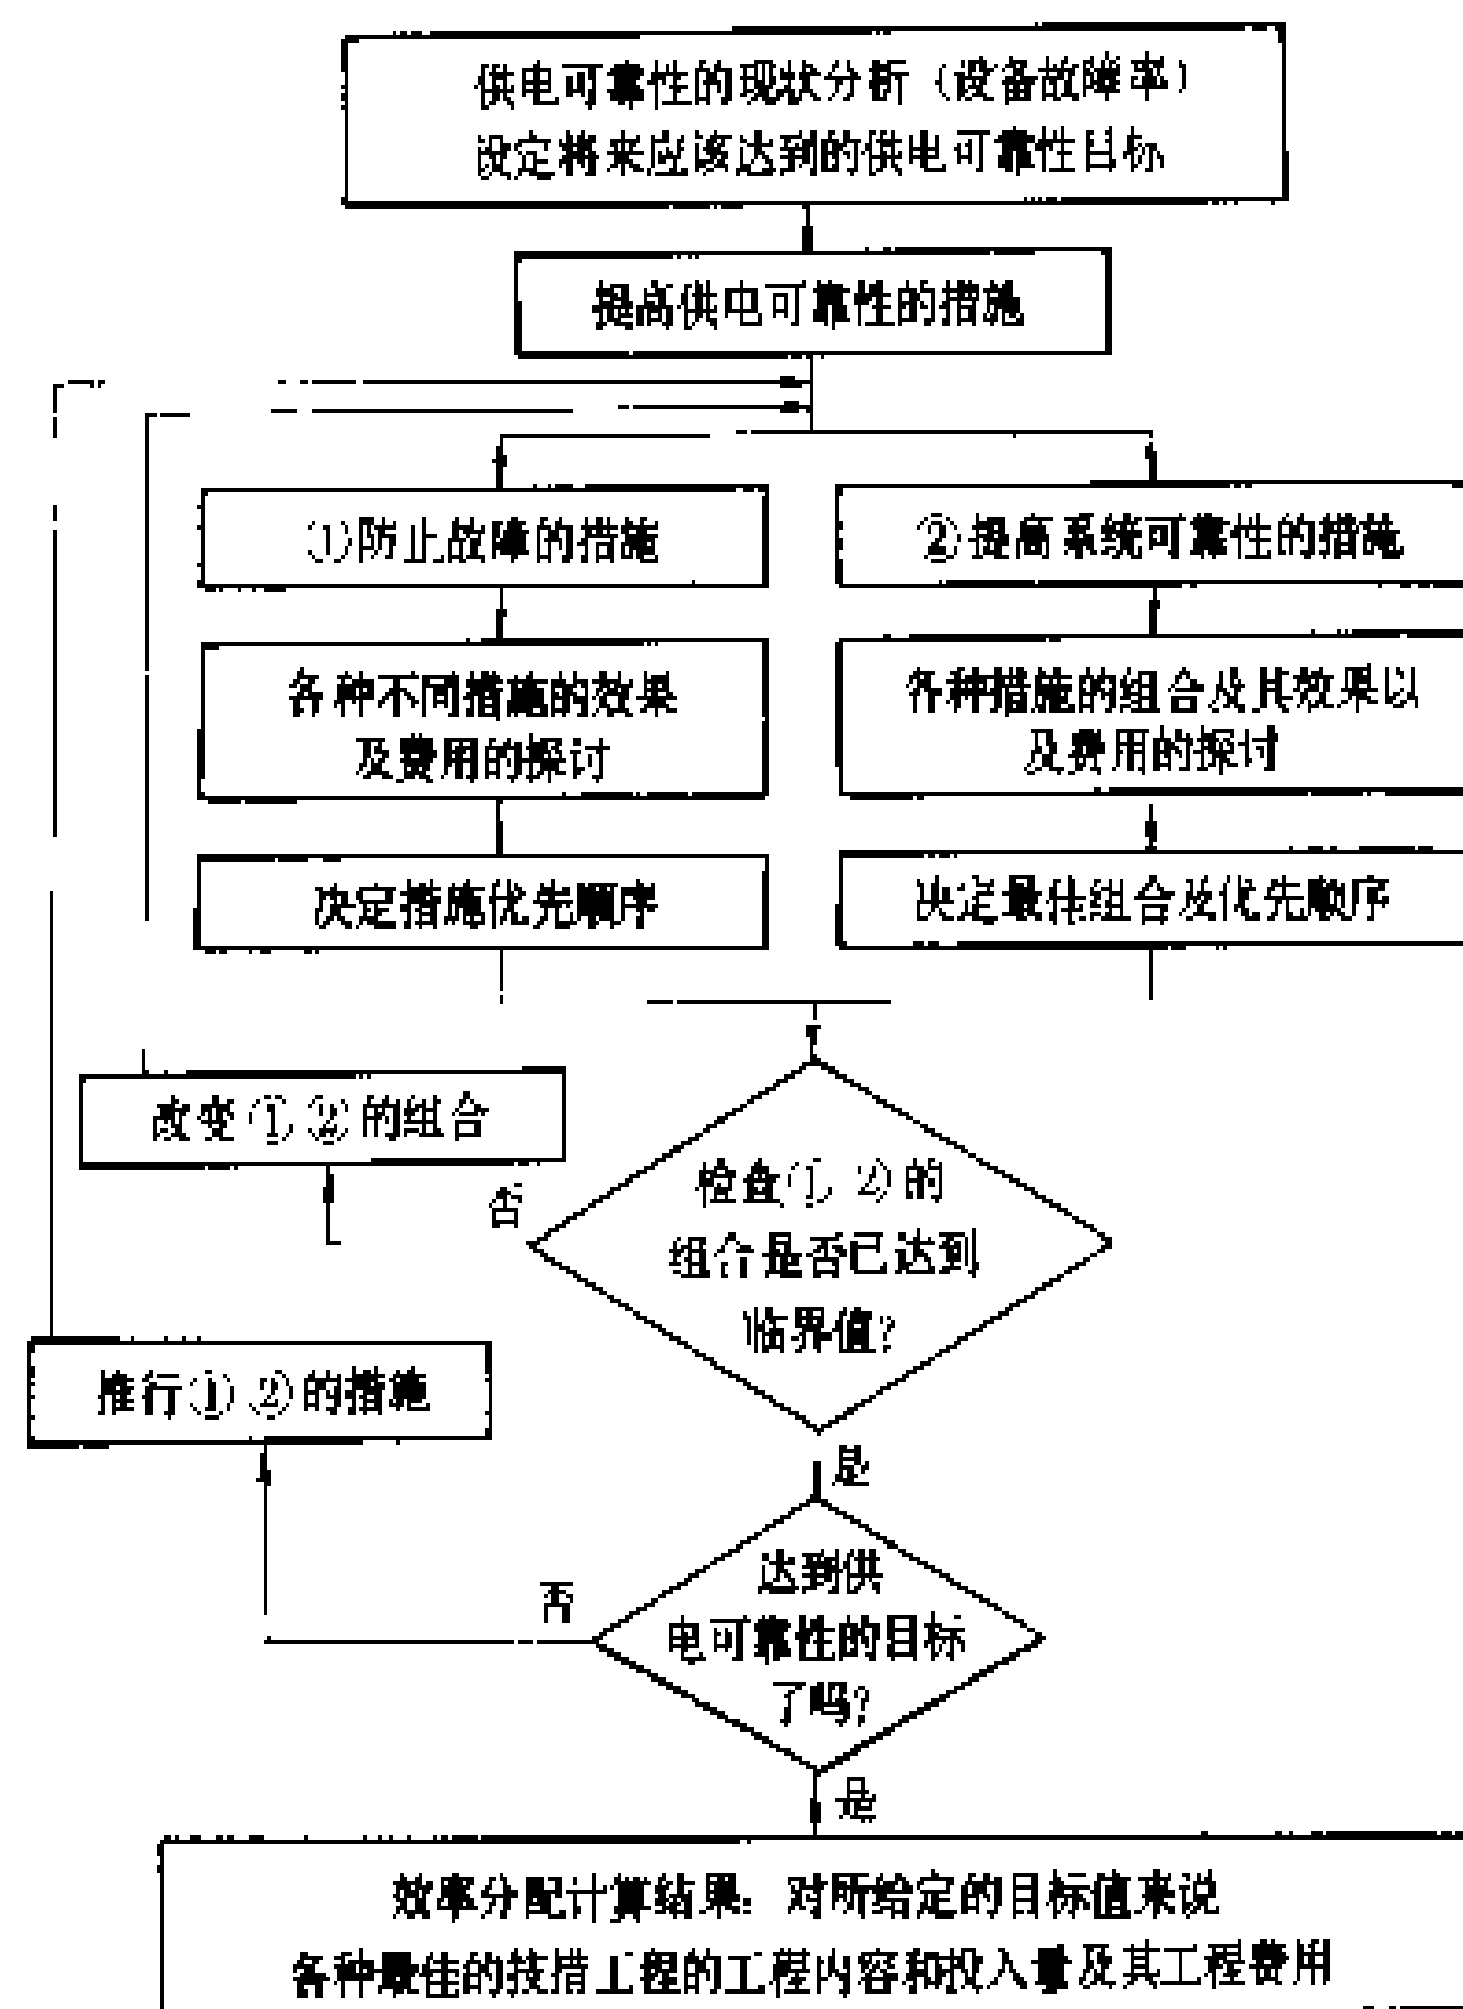 供电可靠性的现状分析（设备故障率）
设定将来应该达到的供电可靠性目标
提高供电可靠性的措施
①防止故障的措施
②提高系统可靠性的措施
各种不同措施的效果
及费用的探讨
各种措施的组合及其效果以
及费用的探讨
决定措施优先顺序
决定最佳组合及优先顺序
改变①②的组合
检查①、②的
组合是否已达到
临界值?
否
推行①、②的措施
是
达到供
电可靠性的目标
了吗?
否
是
效率分配计算结果：对所给定的目标值来说
各种最佳的技措工程的工程内容和投入量及其工程费用